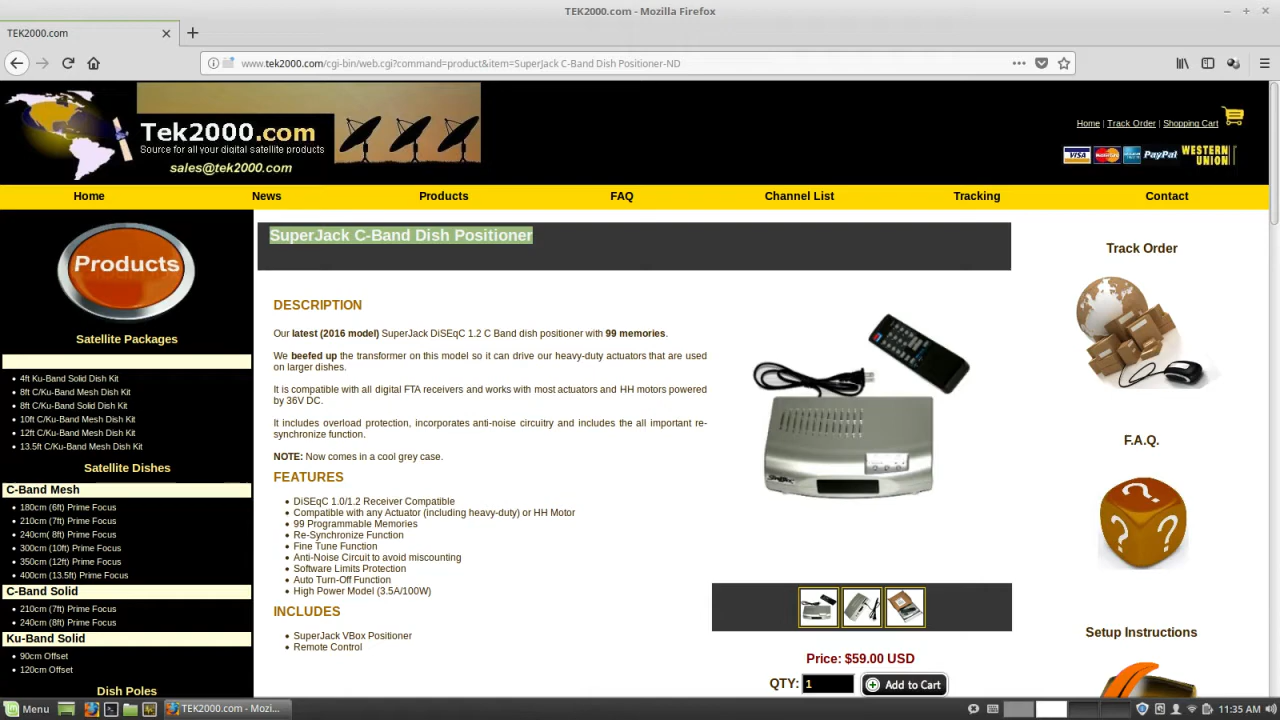 TEK2000.com - Mozilla Firefox
TEK2000.com
www.tek2000.com/cgi-bin/web.cgi?command=product&item=SuperJack C-Band Dish Positioner-ND
Tek2000.com
Source for all your digital satellite products
sales@tek2000.com
Home | Track Order | Shopping Cart
VISA PayPal WESTERN UNION
Home News Products FAQ Channel List Tracking Contact
Products
Satellite Packages
4ft Ku-Band Solid Dish Kit
8ft C/Ku-Band Mesh Dish Kit
8ft C/Ku-Band Solid Dish Kit
10ft C/Ku-Band Mesh Dish Kit
12ft C/Ku-Band Mesh Dish Kit
13.5ft C/Ku-Band Mesh Dish Kit
Satellite Dishes
C-Band Mesh
180cm (6ft) Prime Focus
210cm (7ft) Prime Focus
240cm( 8ft) Prime Focus
300cm (10ft) Prime Focus
350cm (12ft) Prime Focus
400cm (13.5ft) Prime Focus
C-Band Solid
210cm (7ft) Prime Focus
240cm (8ft) Prime Focus
Ku-Band Solid
90cm Offset
120cm Offset
Dish Poles
SuperJack C-Band Dish Positioner
DESCRIPTION
Our latest (2016 model) SuperJack DiSEqC 1.2 C Band dish positioner with 99 memories.
We beefed up the transformer on this model so it can drive our heavy-duty actuators that are used
on larger dishes.
It is compatible with all digital FTA receivers and works with most actuators and HH motors powered
by 36V DC.
It includes overload protection, incorporates anti-noise circuitry and includes the all important re-
synchronize function.
NOTE: Now comes in a cool grey case.
FEATURES
DiSEqC 1.0/1.2 Receiver Compatible
Compatible with any Actuator (including heavy-duty) or HH Motor
99 Programmable Memories
Re-Synchronize Function
Fine Tune Function
Anti-Noise Circuit to avoid miscounting
Software Limits Protection
Auto Turn-Off Function
High Power Model (3.5A/100W)
INCLUDES
SuperJack VBox Positioner
Remote Control
Price: $59.00 USD
QTY: 1 Add to Cart
Track Order
F.A.Q.
Setup Instructions
Menu
TEK2000.com - Mozi...
11:35 AM